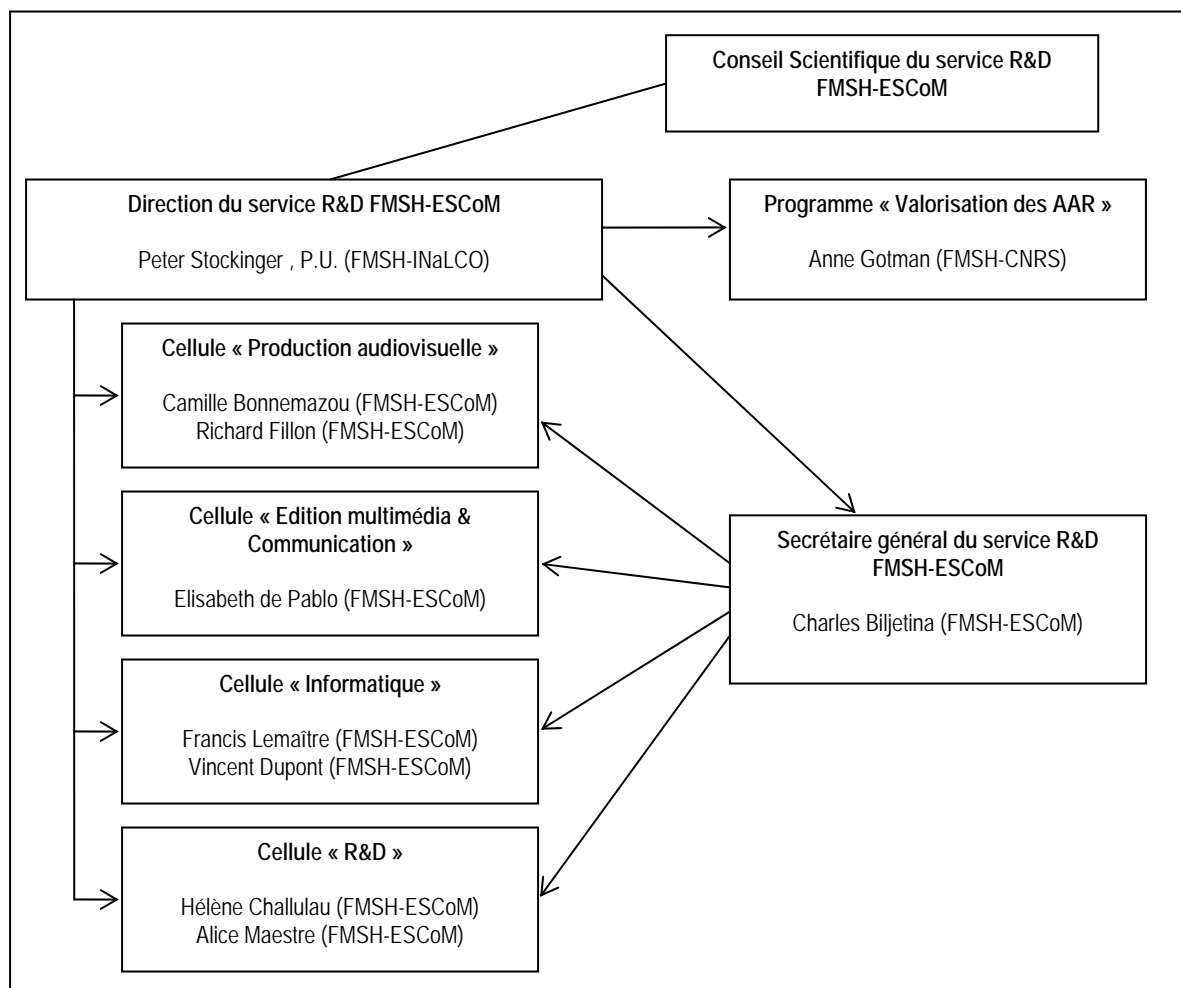 Conseil Scientifique du service R&D
FMSH-ESCoM
Direction du service R&D FMSH-ESCoM
Peter Stockinger , P.U. (FMSH-INaLCO)
Programme « Valorisation des AAR »
Anne Gotman (FMSH-CNRS)
Cellule « Production audiovisuelle »
Camille Bonnemazou (FMSH-ESCoM)
Richard Fillon (FMSH-ESCoM)
Cellule « Edition multimédia &
Communication »
Elisabeth de Pablo (FMSH-ESCoM)
Secrétaire général du service R&D
FMSH-ESCoM
Charles Biljetina (FMSH-ESCoM)
Cellule « Informatique »
Francis Lemaître (FMSH-ESCoM)
Vincent Dupont (FMSH-ESCoM)
Cellule « R&D »
Hélène Challulau (FMSH-ESCoM)
Alice Maestre (FMSH-ESCoM)